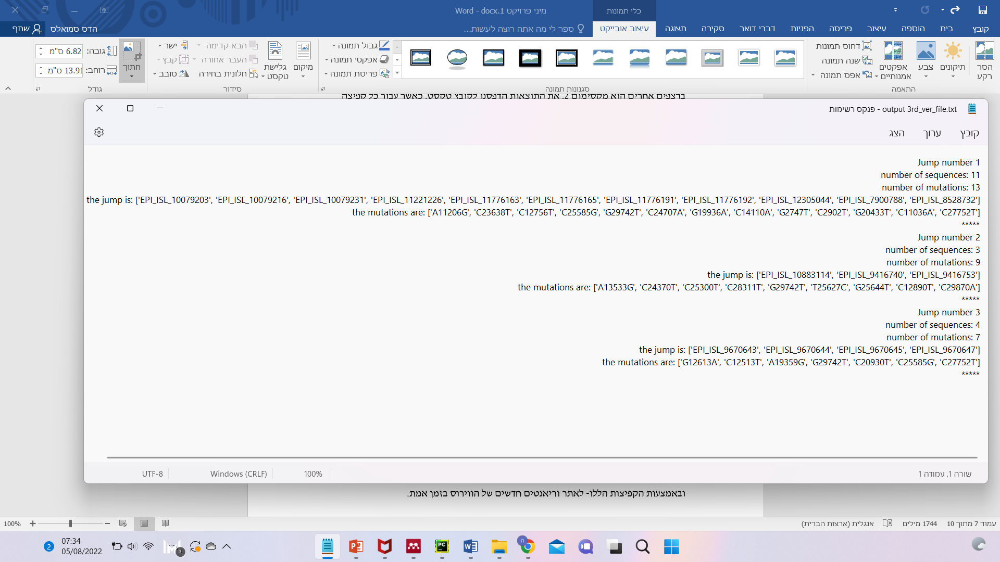 מיני פרויקט 1.docx - Word
כלי תמונות
קובץ
בית
הוספה
עיצוב
פריסה
הפניות
דברי דואר
סקירה
תצוגה
עיצוב אובייקט
ספר לי מה אתה רוצה לעשות...
הדס סמואלס
שתף
הסר רקע
תיקונים
צבע
אפקטים אמנותיים
דחוס תמונות
שנה תמונה
אפס תמונה
התאמה
סגנונות תמונה
גבול תמונה
אפקטי תמונה
פריסת תמונה
מיקום
גלישת טקסט
הבא קדימה
העבר אחורה
חלונית בחירה
ישר
קבץ
סובב
סידור
חתוך
גובה: 6.82 ס"מ
רוחב: 13.91 ס"מ
גודל
ברצפים אחרים הוא מקסימום 2. את התוצאות הדפסנו לקובץ טקסט, כאשר עבור כל קפיצה
output 3rd_ver_file.txt - פנקס רשימות
קובץ
ערוך
הצג
Jump number 1
number of sequences: 11
number of mutations: 13
the jump is: ['EPI_ISL_10079203', 'EPI_ISL_10079216', 'EPI_ISL_10079231', 'EPI_ISL_11221226', 'EPI_ISL_11776163', 'EPI_ISL_11776165', 'EPI_ISL_11776191', 'EPI_ISL_11776192', 'EPI_ISL_12305044', 'EPI_ISL_7900788', 'EPI_ISL_8528732']
the mutations are: ['A11206G', 'C23638T', 'C12756T', 'C25585G', 'G29742T', 'C24707A', 'G19936A', 'C14110A', 'G2747T', 'C2902T', 'G20433T', 'C11036A', 'C27752T']
*****
Jump number 2
number of sequences: 3
number of mutations: 9
the jump is: ['EPI_ISL_10883114', 'EPI_ISL_9416740', 'EPI_ISL_9416753']
the mutations are: ['A13533G', 'C24370T', 'C25300T', 'C28311T', 'G29742T', 'T25627C', 'G25644T', 'C12890T', 'C29870A']
*****
Jump number 3
number of sequences: 4
number of mutations: 7
the jump is: ['EPI_ISL_9670643', 'EPI_ISL_9670644', 'EPI_ISL_9670645', 'EPI_ISL_9670647']
the mutations are: ['G12613A', 'C12513T', 'A19359G', 'G29742T', 'C20930T', 'C25585G', 'C27752T']
*****
שורה 1, עמודה 1
100%
Windows (CRLF)
UTF-8
ובאמצעות הקפיצות הללו- לאתר וריאנטים חדשים של הווירוס בזמן אמת.
עמוד 7 מתוך 10
1744 מילים
אנגלית (ארצות הברית)
100%
07:34
05/08/2022
2
3